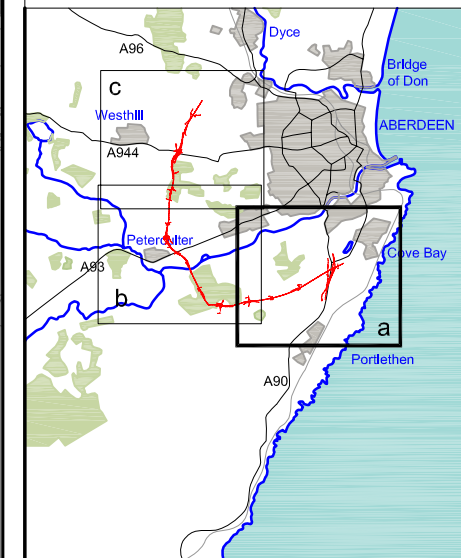 Dyce
A96
Bridge
of Don
c
Westhill
ABERDEEN
A944
Peterculter
Cove Bay
A93
b
a
Portlethen
A90